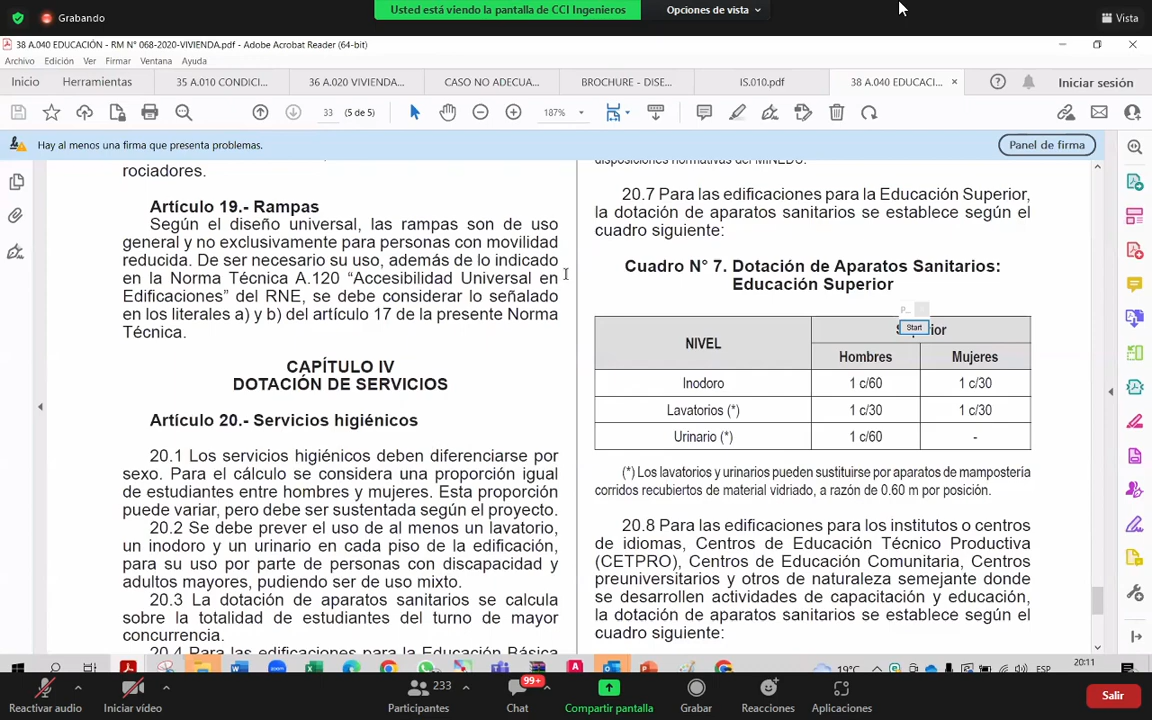 Grabando
Usted está viendo la pantalla de CCI Ingenieros
Opciones de vista
Vista
38 A.040 EDUCACIÓN - RM N° 068-2020-VIVIENDA.pdf - Adobe Acrobat Reader (64-bit)
Archivo Edición Ver Firmar Ventana Ayuda
Inicio Herramientas 35 A.010 CONDICI... 36 A.020 VIVIENDA... CASO NO ADECUA... BROCHURE - DISE... IS.010.pdf 38 A.040 EDUCACI... Iniciar sesión
33 (5 de 5) 187%
Hay al menos una firma que presenta problemas. Panel de firma
rociadores.
Artículo 19.- Rampas
Según el diseño universal, las rampas son de uso
general y no exclusivamente para personas con movilidad
reducida. De ser necesario su uso, además de lo indicado
en la Norma Técnica A.120 “Accesibilidad Universal en
Edificaciones” del RNE, se debe considerar lo señalado
en los literales a) y b) del artículo 17 de la presente Norma
Técnica.
CAPÍTULO IV
DOTACIÓN DE SERVICIOS
Artículo 20.- Servicios higiénicos
20.1 Los servicios higiénicos deben diferenciarse por
sexo. Para el cálculo se considera una proporción igual
de estudiantes entre hombres y mujeres. Esta proporción
puede variar, pero debe ser sustentada según el proyecto.
20.2 Se debe prever el uso de al menos un lavatorio,
un inodoro y un urinario en cada piso de la edificación,
para su uso por parte de personas con discapacidad y
adultos mayores, pudiendo ser de uso mixto.
20.3 La dotación de aparatos sanitarios se calcula
sobre la totalidad de estudiantes del turno de mayor
concurrencia.
20.4 Para las edificaciones para la Educación Básica
disposiciones normativas del MINEDU.
20.7 Para las edificaciones para la Educación Superior,
la dotación de aparatos sanitarios se establece según el
cuadro siguiente:
Cuadro N° 7. Dotación de Aparatos Sanitarios:
Educación Superior
P...
Start
NIVEL
Hombres Mujeres
Inodoro 1 c/60 1 c/30
Lavatorios (*) 1 c/30 1 c/30
Urinario (*) 1 c/60 -
(*) Los lavatorios y urinarios pueden sustituirse por aparatos de mampostería
corridos recubiertos de material vidriado, a razón de 0.60 m por posición.
20.8 Para las edificaciones para los institutos o centros
de idiomas, Centros de Educación Técnico Productiva
(CETPRO), Centros de Educación Comunitaria, Centros
preuniversitarios y otros de naturaleza semejante donde
se desarrollen actividades de capacitación y educación,
la dotación de aparatos sanitarios se establece según el
cuadro siguiente:
19°C ESP 20:11
Reactivar audio Iniciar vídeo 233 Participantes 99+ Chat Compartir pantalla Grabar Reacciones Aplicaciones Salir